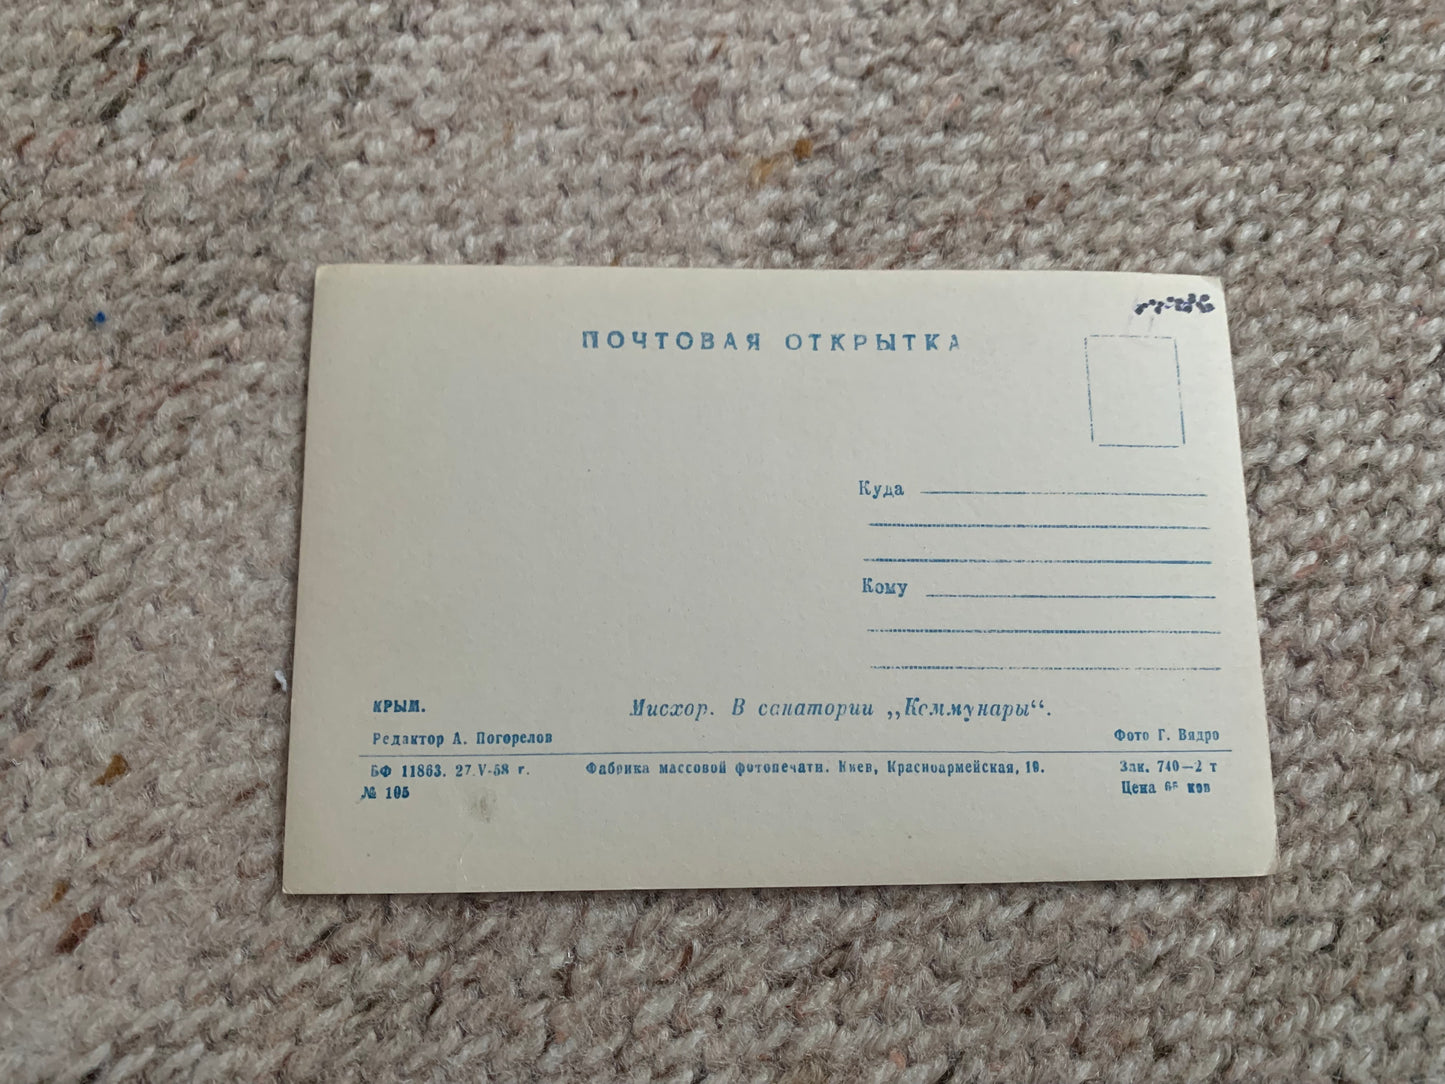 ПОЧТОВАЯ ОТКРЫТКА
Куда
Кому
КРЫМ.
Мисхор. В санатории „Коммунары“.
Редактор А. Погорелов
Фото Г. Вядро
БФ 11863. 27.V-58 г.
Фабрика массовой фотопечати. Киев, Красноармейская, 10.
Зак. 740—2 т
№ 105
Цена коп